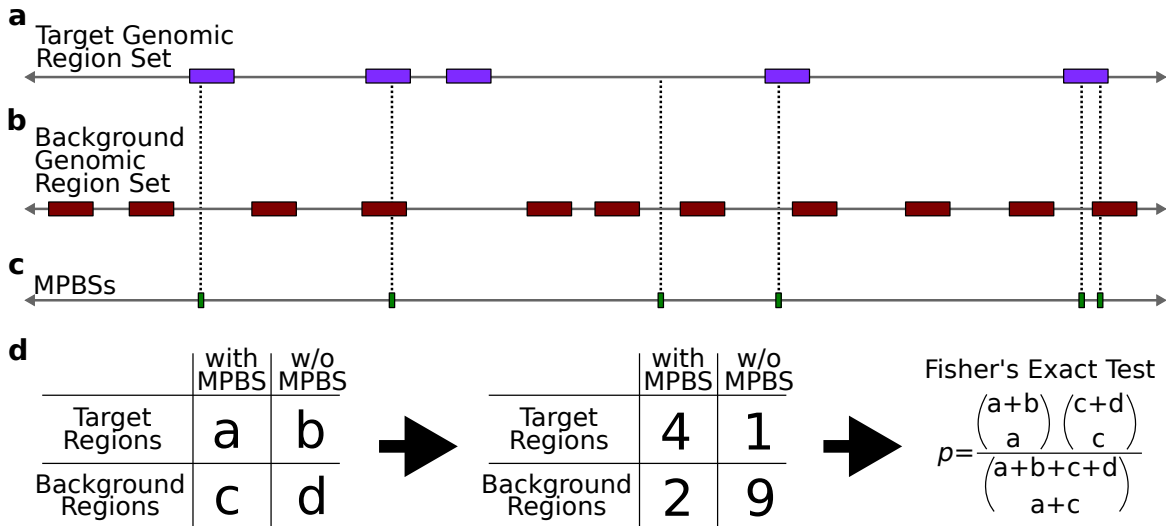 a
Target Genomic
Region Set
b
Background
Genomic
Region Set
c
MPBSs
d
with MPBS
w/o MPBS
Target Regions
a
b
Background Regions
c
d
with MPBS
w/o MPBS
Target Regions
4
1
Background Regions
2
9
Fisher's Exact Test
p=
(a+b
a)
(c+d
c)
(a+b+c+d
a+c)